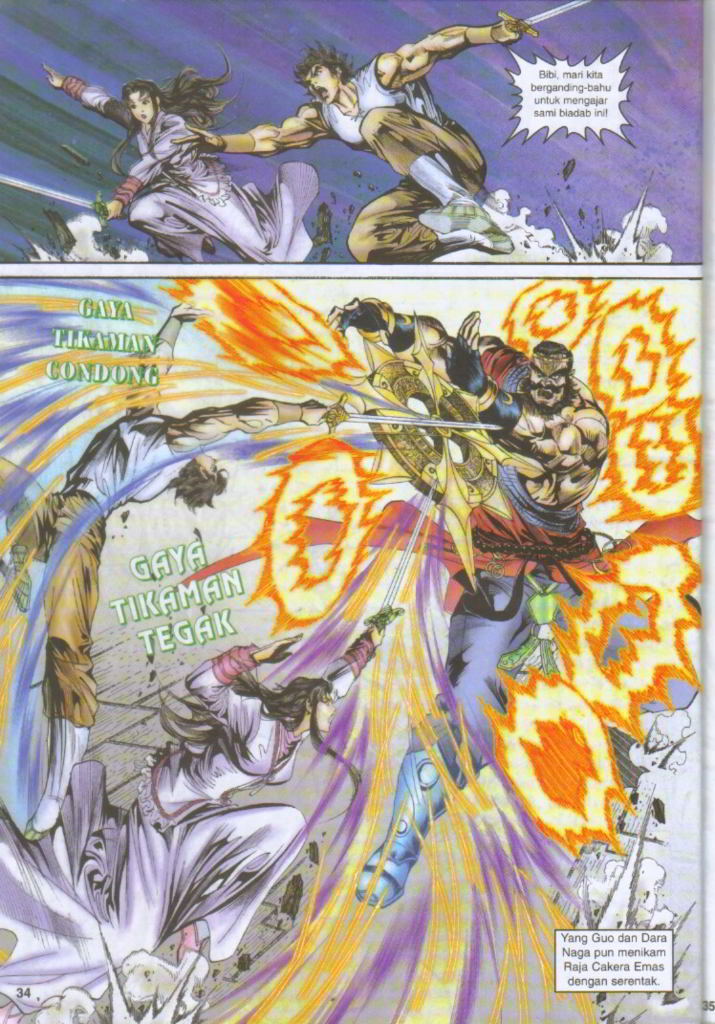 Bibi, mari kita
berganding-bahu
untuk mengajar
sami biadab ini!
GAYA
TIKAMAN
CONDONG
GAYA
TIKAMAN
TEGAK
Yang Guo dan Dara
Naga pun menikam
Raja Cakera Emas
dengan serentak.
34
35